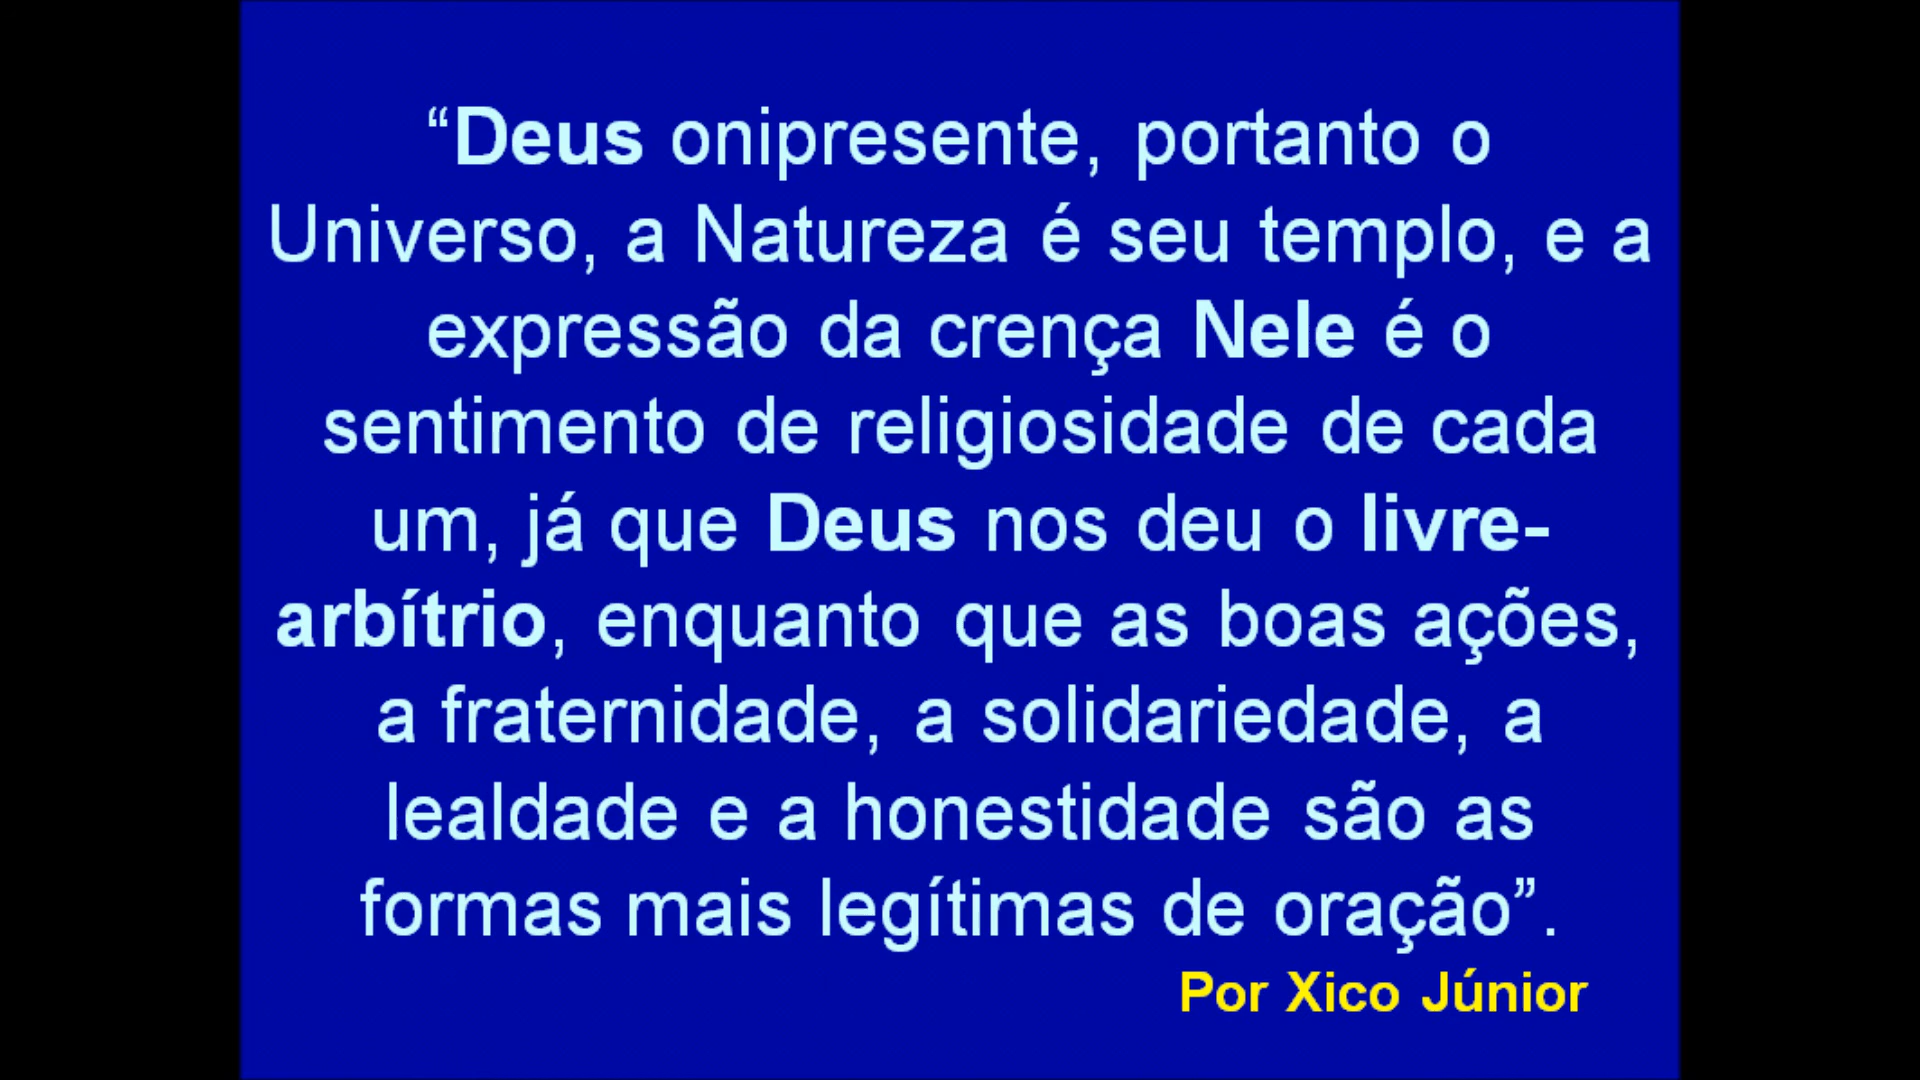 “Deus onipresente, portanto o
Universo, a Natureza é seu templo, e a
expressão da crença Nele é o
sentimento de religiosidade de cada
um, já que Deus nos deu o livre-
arbítrio, enquanto que as boas ações,
a fraternidade, a solidariedade, a
lealdade e a honestidade são as
formas mais legítimas de oração”.
Por Xico Júnior